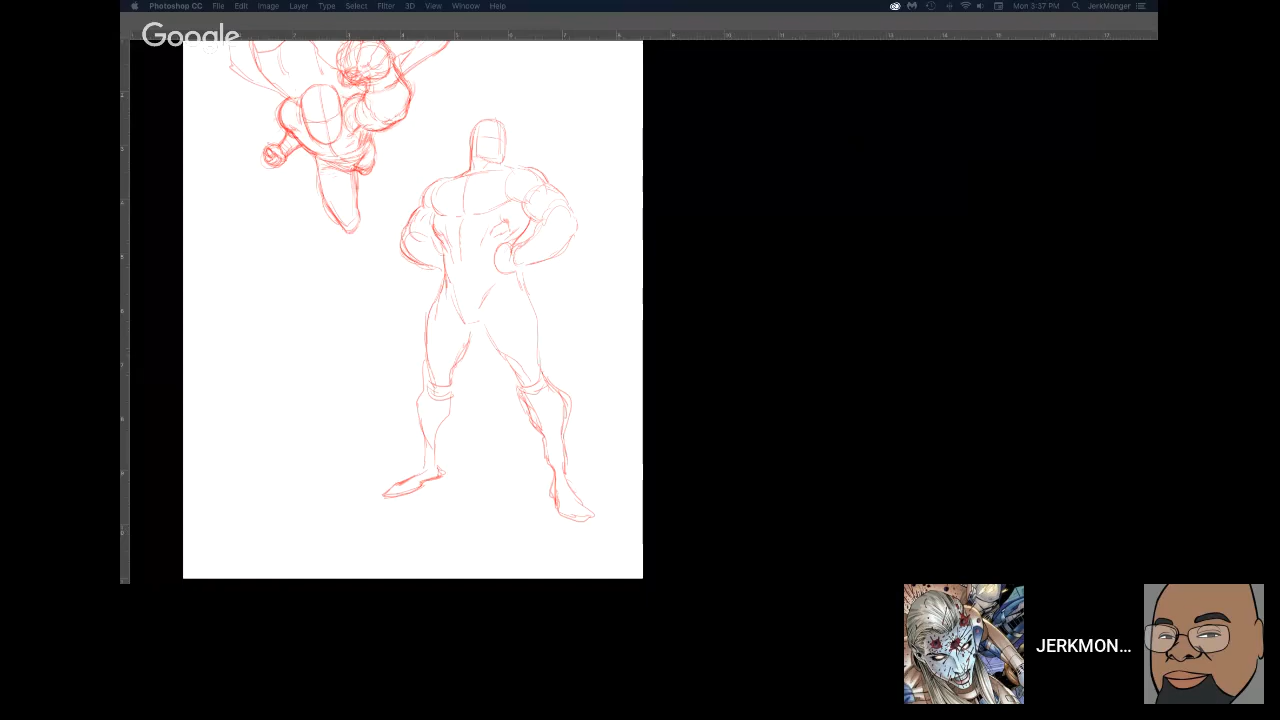 Photoshop CC File Edit Image Layer Type Select Filter 3D View Window Help Mon 3:37 PM JerkMonger
Google
JERKMON...